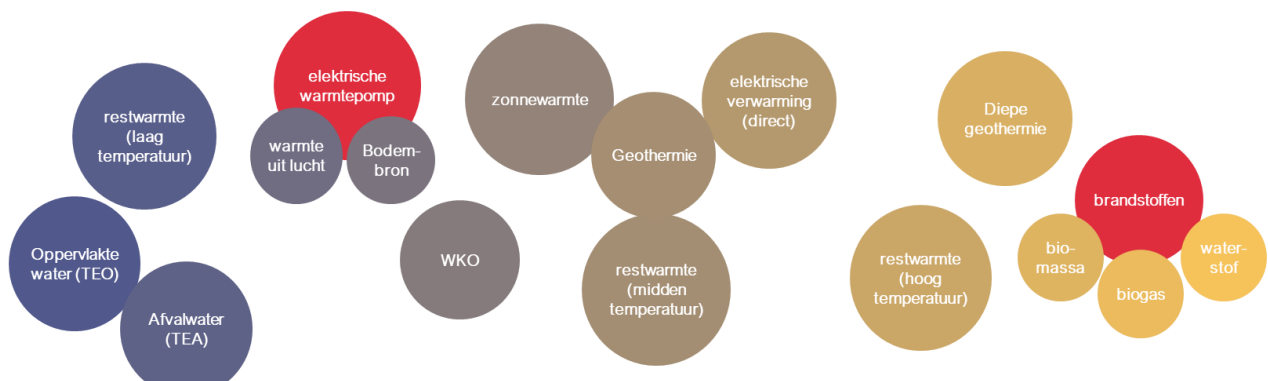 restwarmte
(laag
temperatuur)
Oppervlakte
water (TEO)
Afvalwater
(TEA)
elektrische
warmtepomp
warmte
uit lucht
Bodem-
bron
WKO
zonnewarmte
Geothermie
elektrische
verwarming
(direct)
restwarmte
(midden
temperatuur)
Diepe
geothermie
restwarmte
(hoog
temperatuur)
brandstoffen
bio-
massa
biogas
water-
stof